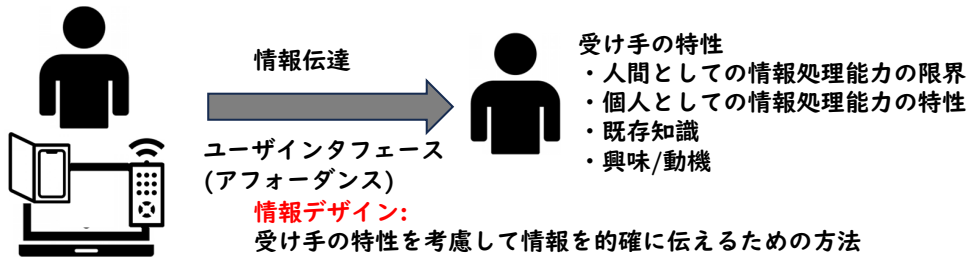 情報伝達
ユーザインタフェース
(アフォーダンス)
受け手の特性
・人間としての情報処理能力の限界
・個人としての情報処理能力の特性
・既存知識
・興味/動機
情報デザイン:
受け手の特性を考慮して情報を的確に伝えるための方法